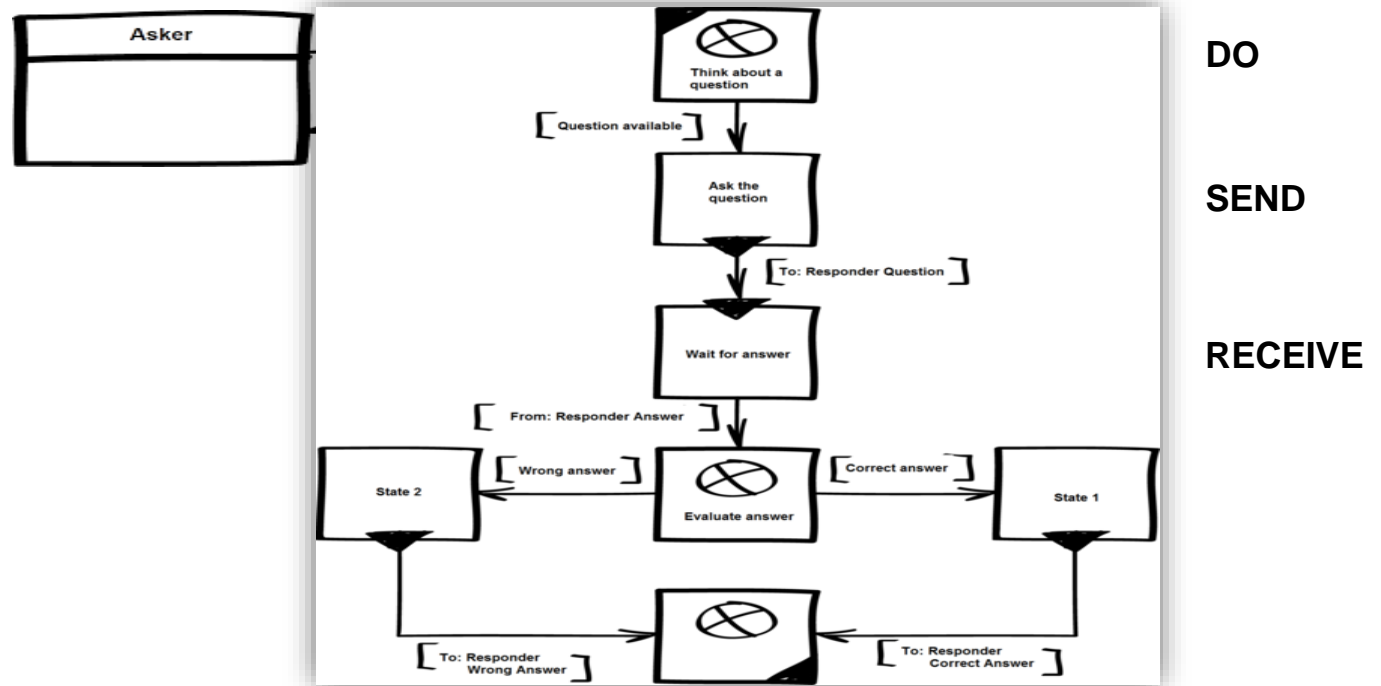 Asker
DO
Think about a
question
[Question available]
Ask the
question
SEND
[To: Responder Question]
Wait for answer
RECEIVE
[From: Responder Answer]
[Wrong answer]
[Correct answer]
State 2
State 1
Evaluate answer
[To: Responder
Wrong Answer]
[To: Responder
Correct Answer]